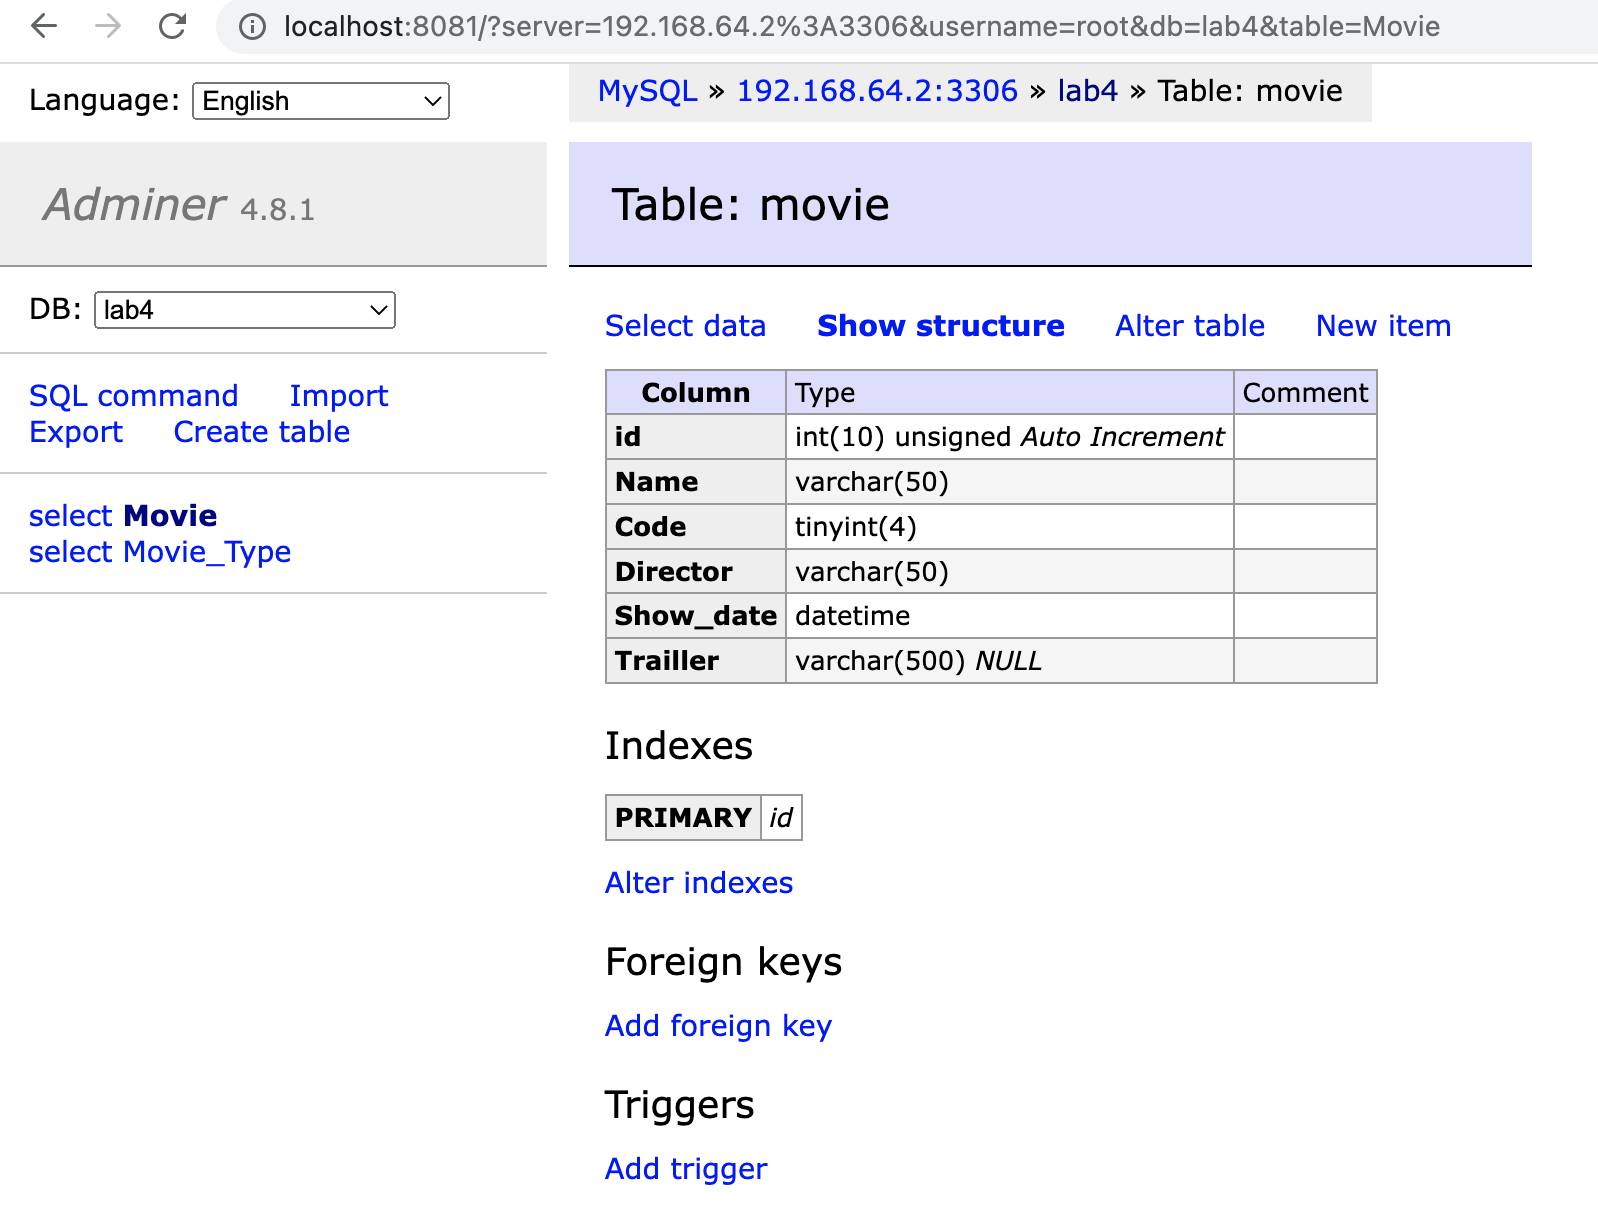 localhost:8081/?server=192.168.64.2%3A3306&username=root&db=lab4&table=Movie
Language: English
MySQL » 192.168.64.2:3306 » lab4 » Table: movie
Adminer 4.8.1
Table: movie
DB: lab4
Select data Show structure Alter table New item
SQL command Import
Export Create table
select Movie
select Movie_Type
Column Type Comment
id int(10) unsigned Auto Increment
Name varchar(50)
Code tinyint(4)
Director varchar(50)
Show_date datetime
Trailler varchar(500) NULL
Indexes
PRIMARY id
Alter indexes
Foreign keys
Add foreign key
Triggers
Add trigger